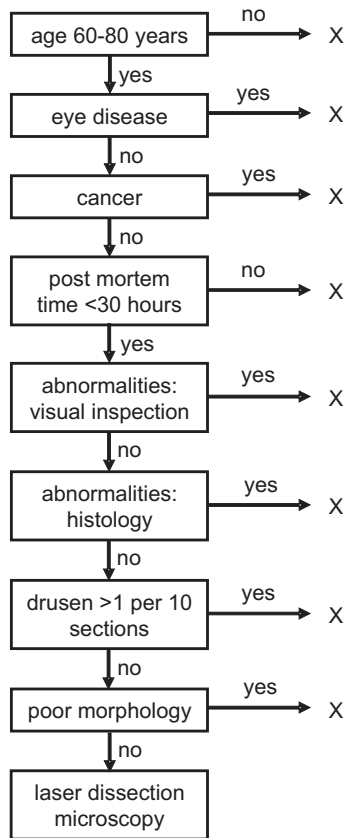 age 60-80 years
no
X
yes
eye disease
yes
X
no
cancer
yes
X
no
post mortem
time <30 hours
no
X
yes
abnormalities:
visual inspection
yes
X
no
abnormalities:
histology
yes
X
no
drusen >1 per 10
sections
yes
X
no
poor morphology
yes
X
no
laser dissection
microscopy